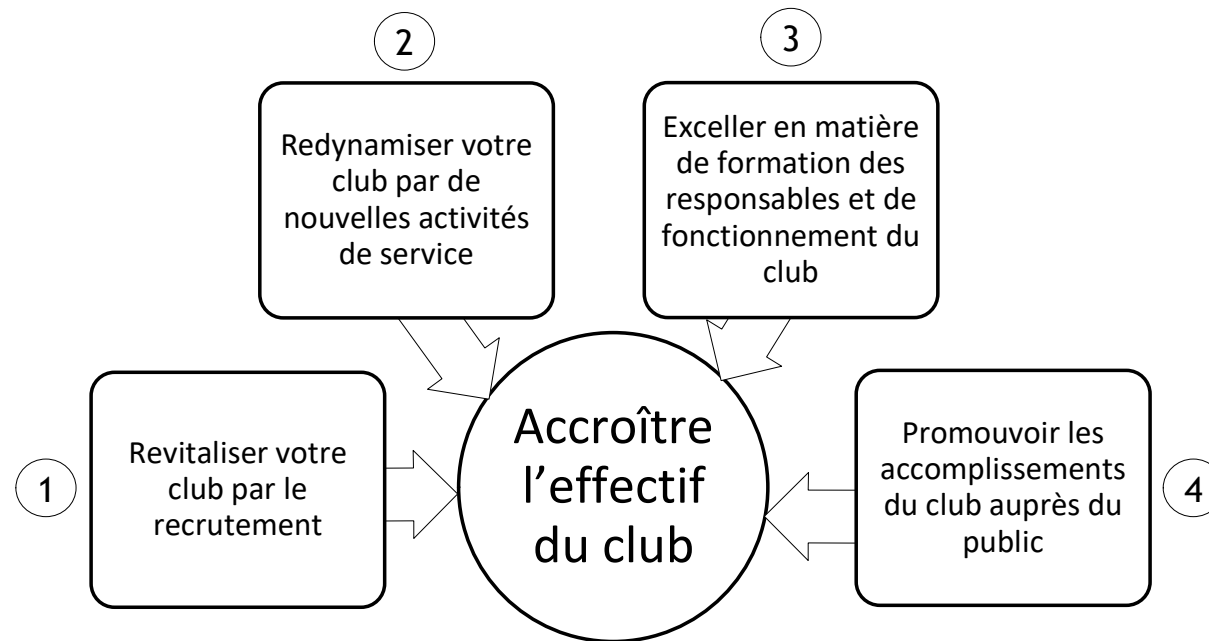 1
Revitaliser votre
club par le
recrutement
2
Redynamiser votre
club par de
nouvelles activités
de service
3
Exceller en matière
de formation des
responsables et de
fonctionnement du
club
4
Promouvoir les
accomplissements
du club auprès du
public
Accroître
l’effectif
du club